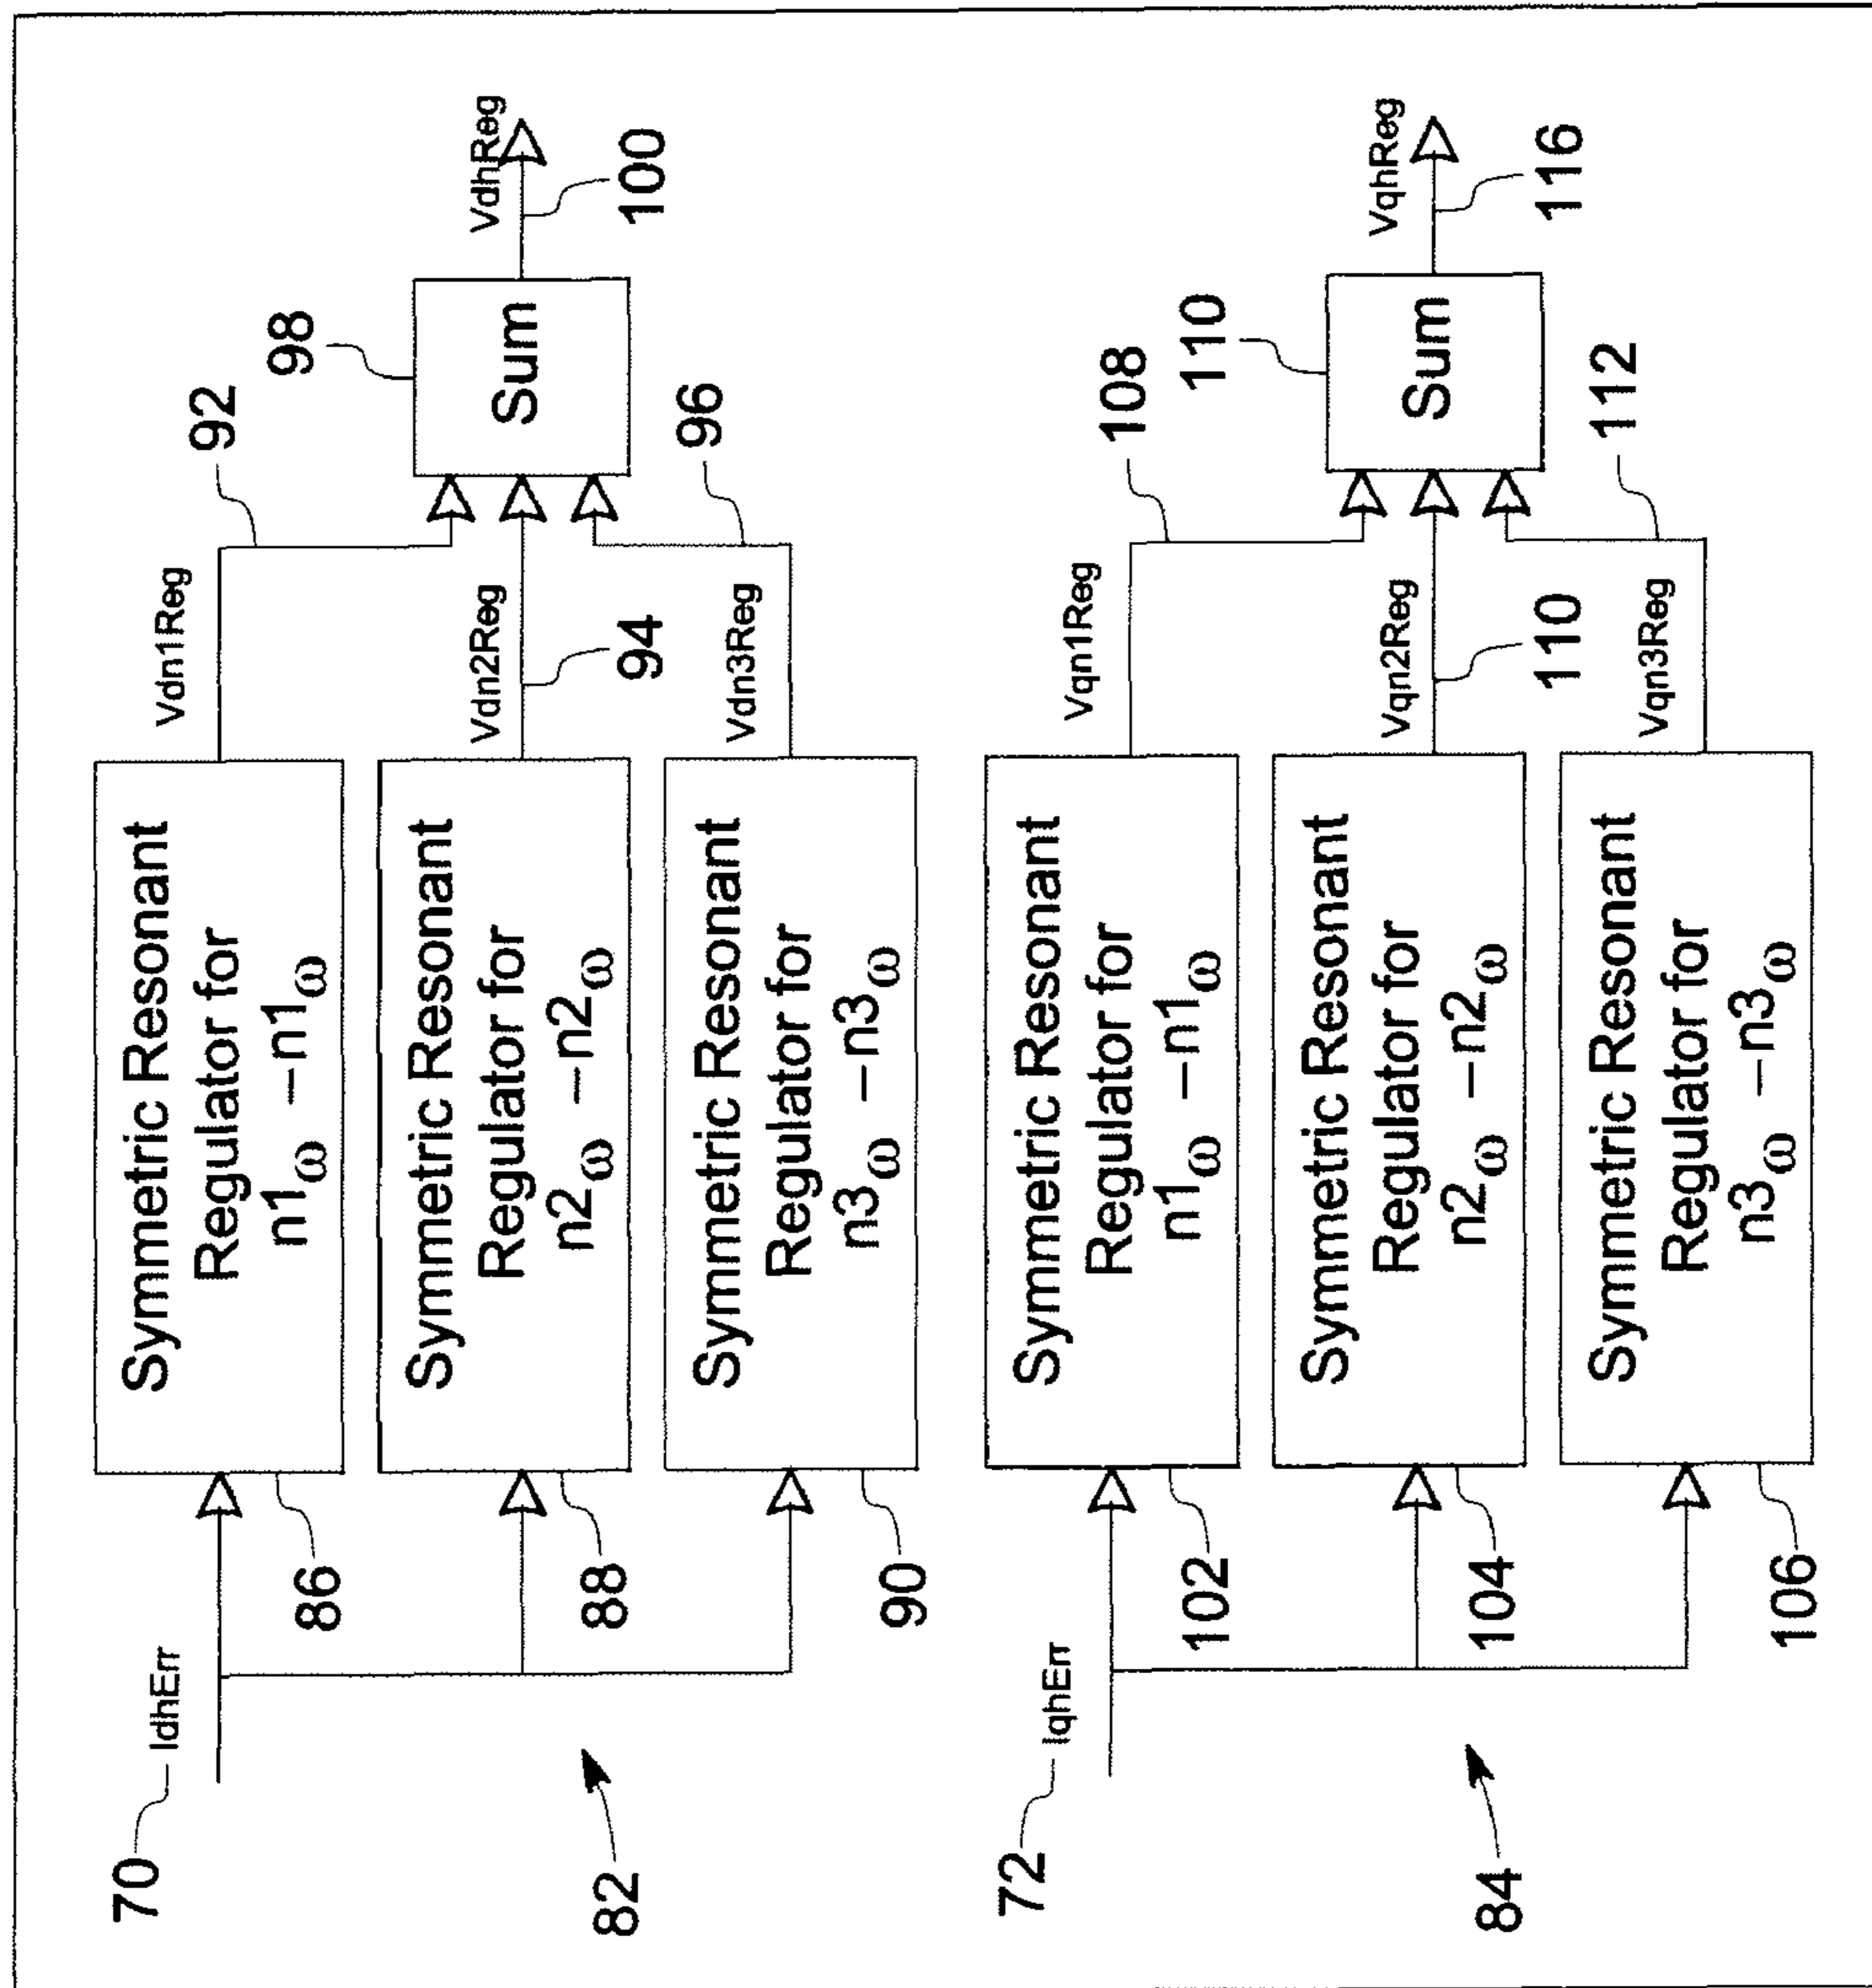 70
IdhErr
82
86
Symmetric Resonant
Regulator for
n1ω –n1ω
Vdn1Reg
92
88
Symmetric Resonant
Regulator for
n2ω –n2ω
Vdn2Reg
94
90
Symmetric Resonant
Regulator for
n3ω –n3ω
Vdn3Reg
96
98
Sum
VdhReg
100
72
IqhErr
84
102
Symmetric Resonant
Regulator for
n1ω –n1ω
Vqn1Reg
108
104
Symmetric Resonant
Regulator for
n2ω –n2ω
Vqn2Reg
110
106
Symmetric Resonant
Regulator for
n3ω –n3ω
Vqn3Reg
112
110
Sum
VqhReg
116